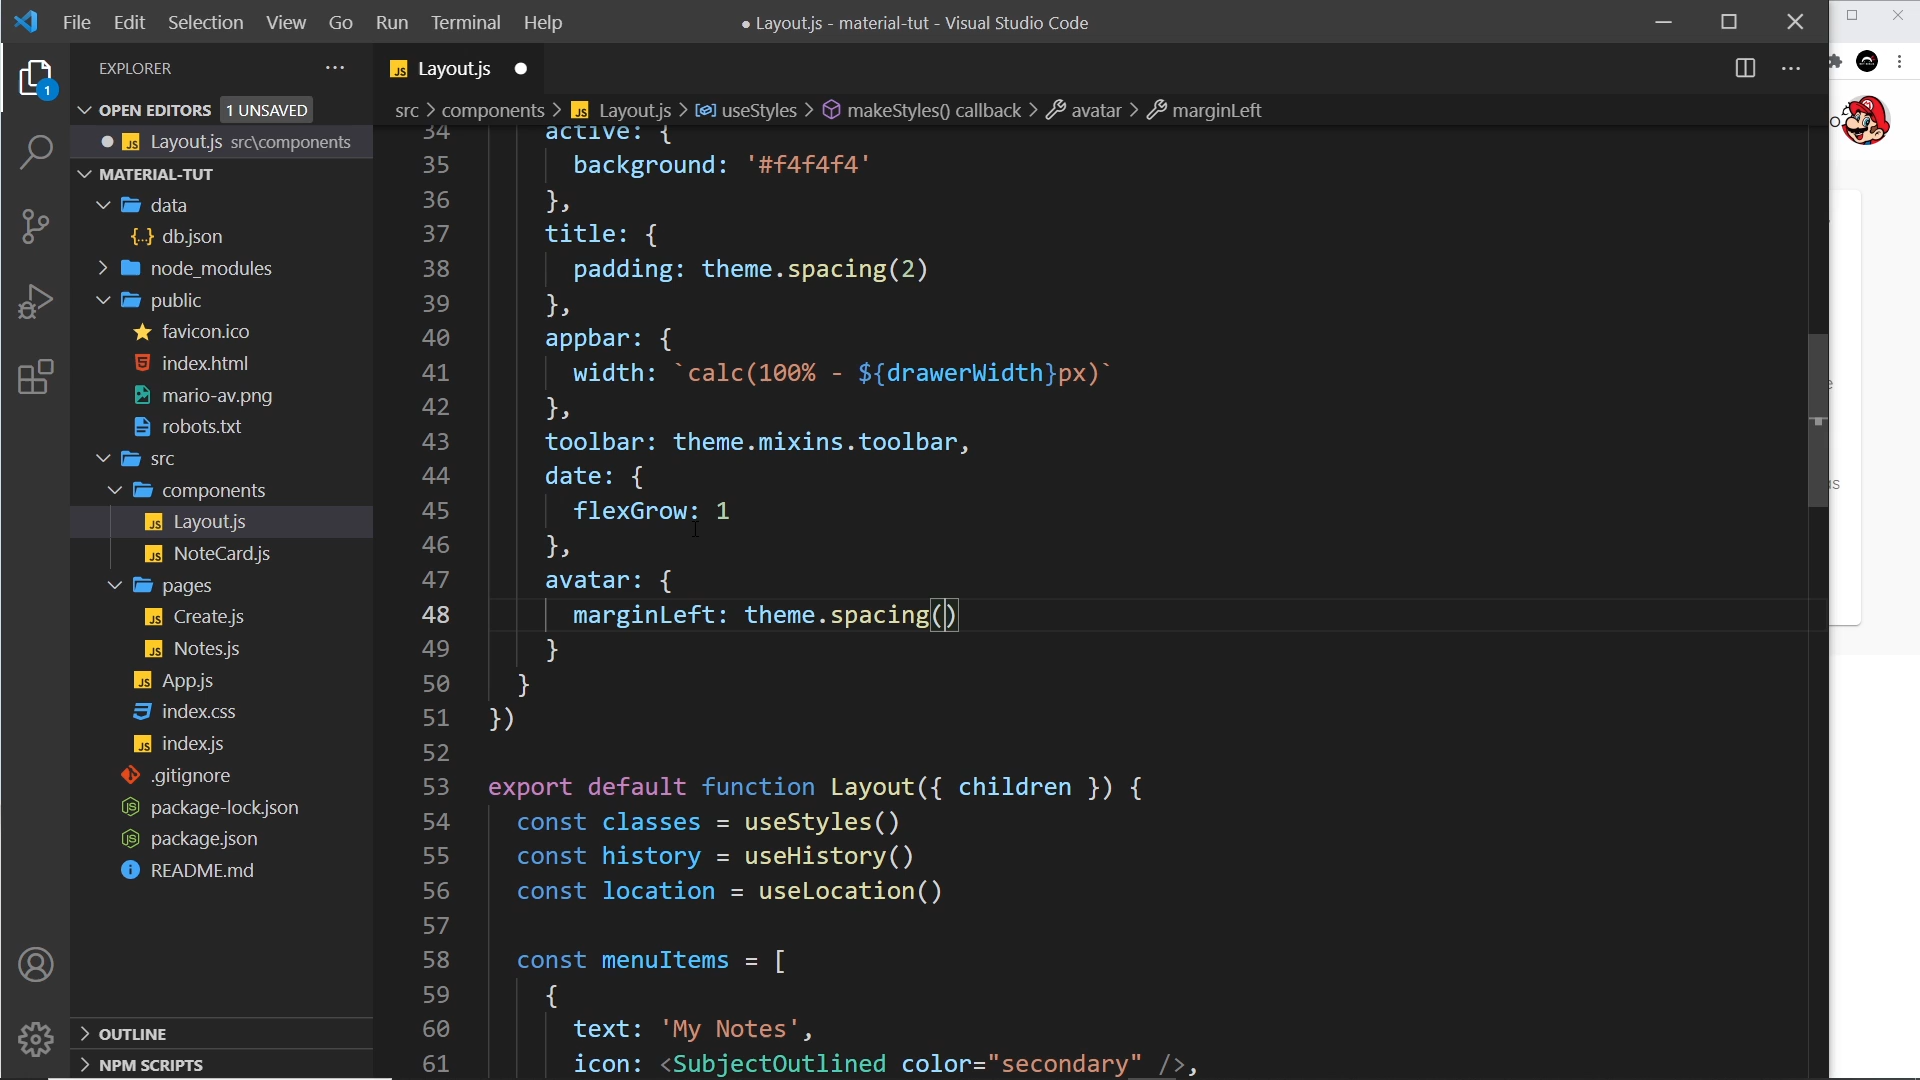 File Edit Selection View Go Run Terminal Help
● Layout.js - material-tut - Visual Studio Code
EXPLORER
OPEN EDITORS 1 UNSAVED
Layout.js src\components
MATERIAL-TUT
data
db.json
node_modules
public
favicon.ico
index.html
mario-av.png
robots.txt
src
components
Layout.js
NoteCard.js
pages
Create.js
Notes.js
App.js
index.css
index.js
.gitignore
package-lock.json
package.json
README.md
OUTLINE
NPM SCRIPTS
1
JS Layout.js
src > components > JS Layout.js > useStyles > makeStyles() callback > avatar > marginLeft
34 active: {
35 background: '#f4f4f4'
36 },
37 title: {
38 padding: theme.spacing(2)
39 },
40 appbar: {
41 width: `calc(100% - ${drawerWidth}px)`
42 },
43 toolbar: theme.mixins.toolbar,
44 date: {
45 flexGrow: 1
46 },
47 avatar: {
48 marginLeft: theme.spacing()
49 }
50 }
51 })
52
53 export default function Layout({ children }) {
54 const classes = useStyles()
55 const history = useHistory()
56 const location = useLocation()
57
58 const menuItems = [
59 {
60 text: 'My Notes',
61 icon: <SubjectOutlined color="secondary" />,